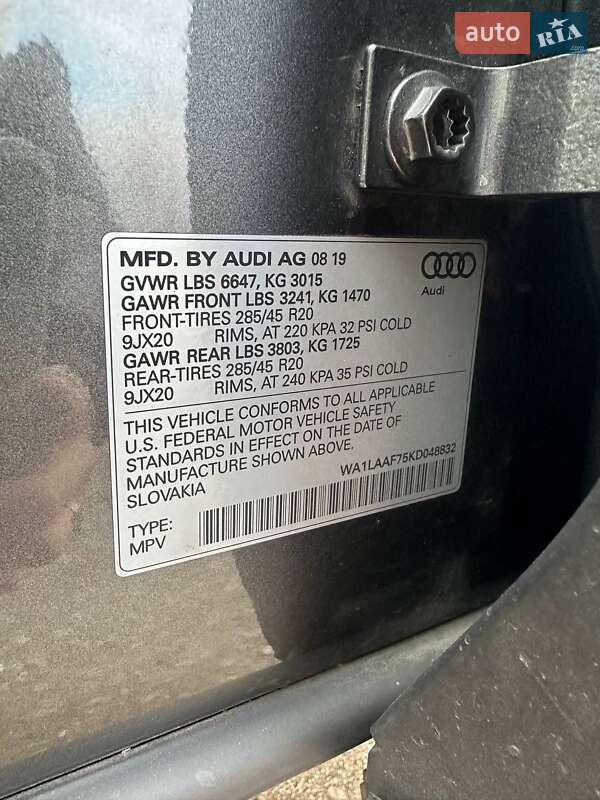 auto RIA
.com
MFD. BY AUDI AG 08 19
GVWR LBS 6647, KG 3015
GAWR FRONT LBS 3241, KG 1470
FRONT-TIRES 285/45 R20
9JX20 RIMS, AT 220 KPA 32 PSI COLD
GAWR REAR LBS 3803, KG 1725
REAR-TIRES 285/45 R20
9JX20 RIMS, AT 240 KPA 35 PSI COLD
Audi
THIS VEHICLE CONFORMS TO ALL APPLICABLE
U.S. FEDERAL MOTOR VEHICLE SAFETY
STANDARDS IN EFFECT ON THE DATE OF
MANUFACTURE SHOWN ABOVE.
SLOVAKIA
WA1LAAF75KD048832
TYPE:
MPV